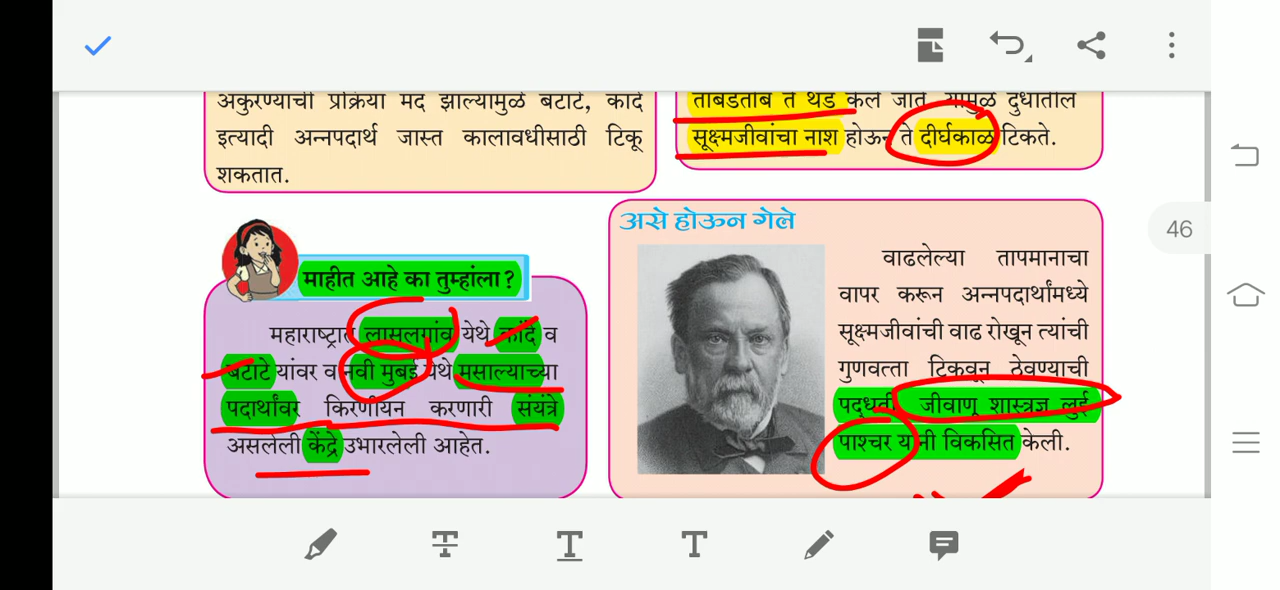 अंकुरण्याची प्रक्रिया मंद झाल्यामुळे बटाटे, कांदे
इत्यादी अन्नपदार्थ जास्त कालावधीसाठी टिकू
शकतात.
ताबडतोब ते थंड केले जाते. यामुळे दुधातील
सूक्ष्मजीवांचा नाश होऊन ते दीर्घकाळ टिकते.
माहीत आहे का तुम्हांला ?
महाराष्ट्रात लासलगांव येथे कांदे व
बटाटे यांवर व नवी मुंबई येथे मसाल्याच्या
पदार्थांवर किरणीयन करणारी संयंत्रे
असलेली केंद्रे उभारलेली आहेत.
असे होऊन गेले
वाढलेल्या तापमानाचा
वापर करून अन्नपदार्थांमध्ये
सूक्ष्मजीवांची वाढ रोखून त्यांची
गुणवत्ता टिकवून ठेवण्याची
पद्धती जीवाणू शास्त्रज्ञ लुई
पाश्चर यांनी विकसित केली.
46
T
T
T